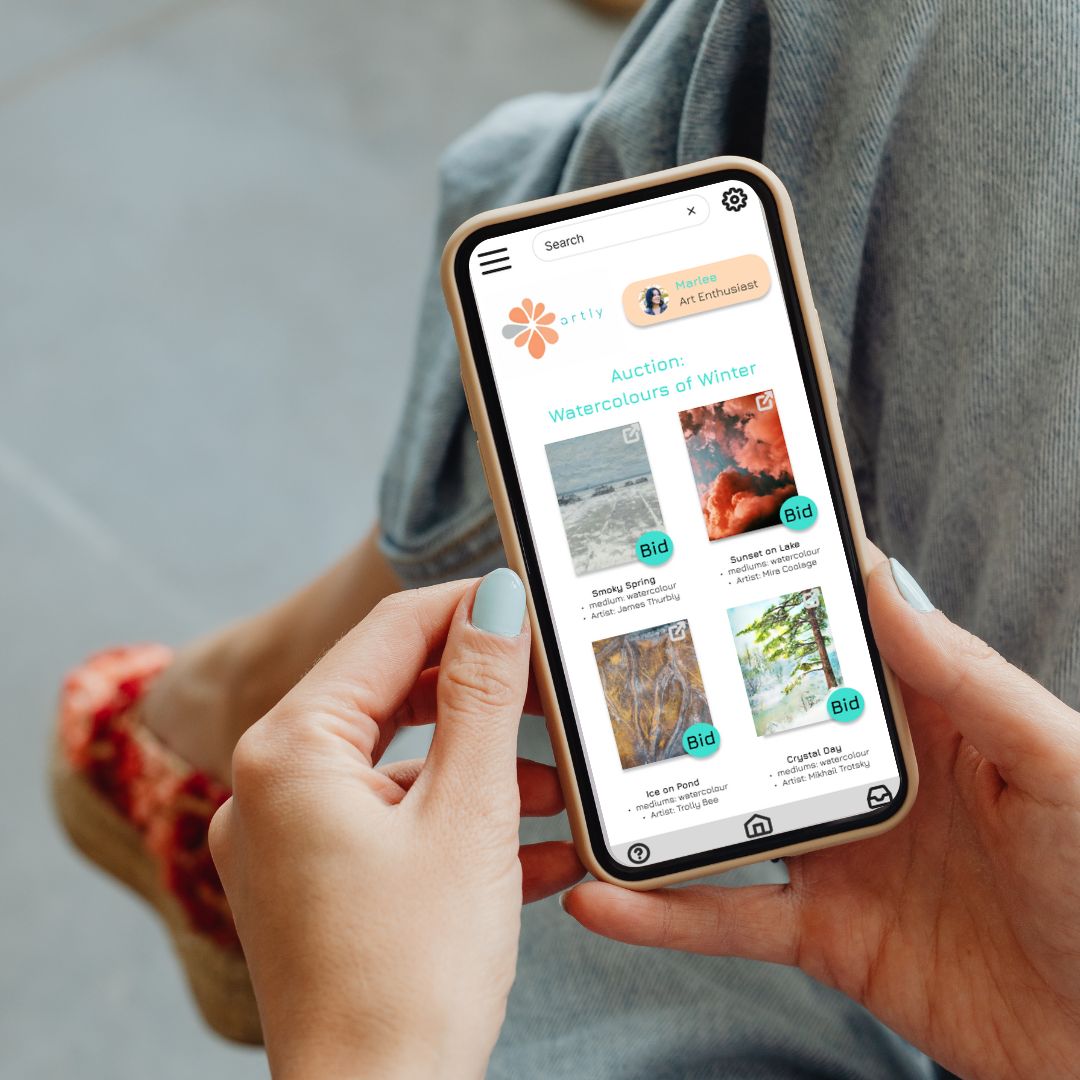 Search
Marlee
Art Enthusiast
artly
Auction:
Watercolours of Winter
Bid
Smoky Spring
• medium: watercolour
• Artist: James Thurbly
Bid
Sunset on Lake
• mediums: watercolour
• Artist: Mira Coolage
Bid
Ice on Pond
• mediums: watercolour
• Artist: Trolly Bee
Bid
Crystal Day
• mediums: watercolour
• Artist: Mikhail Trotsky